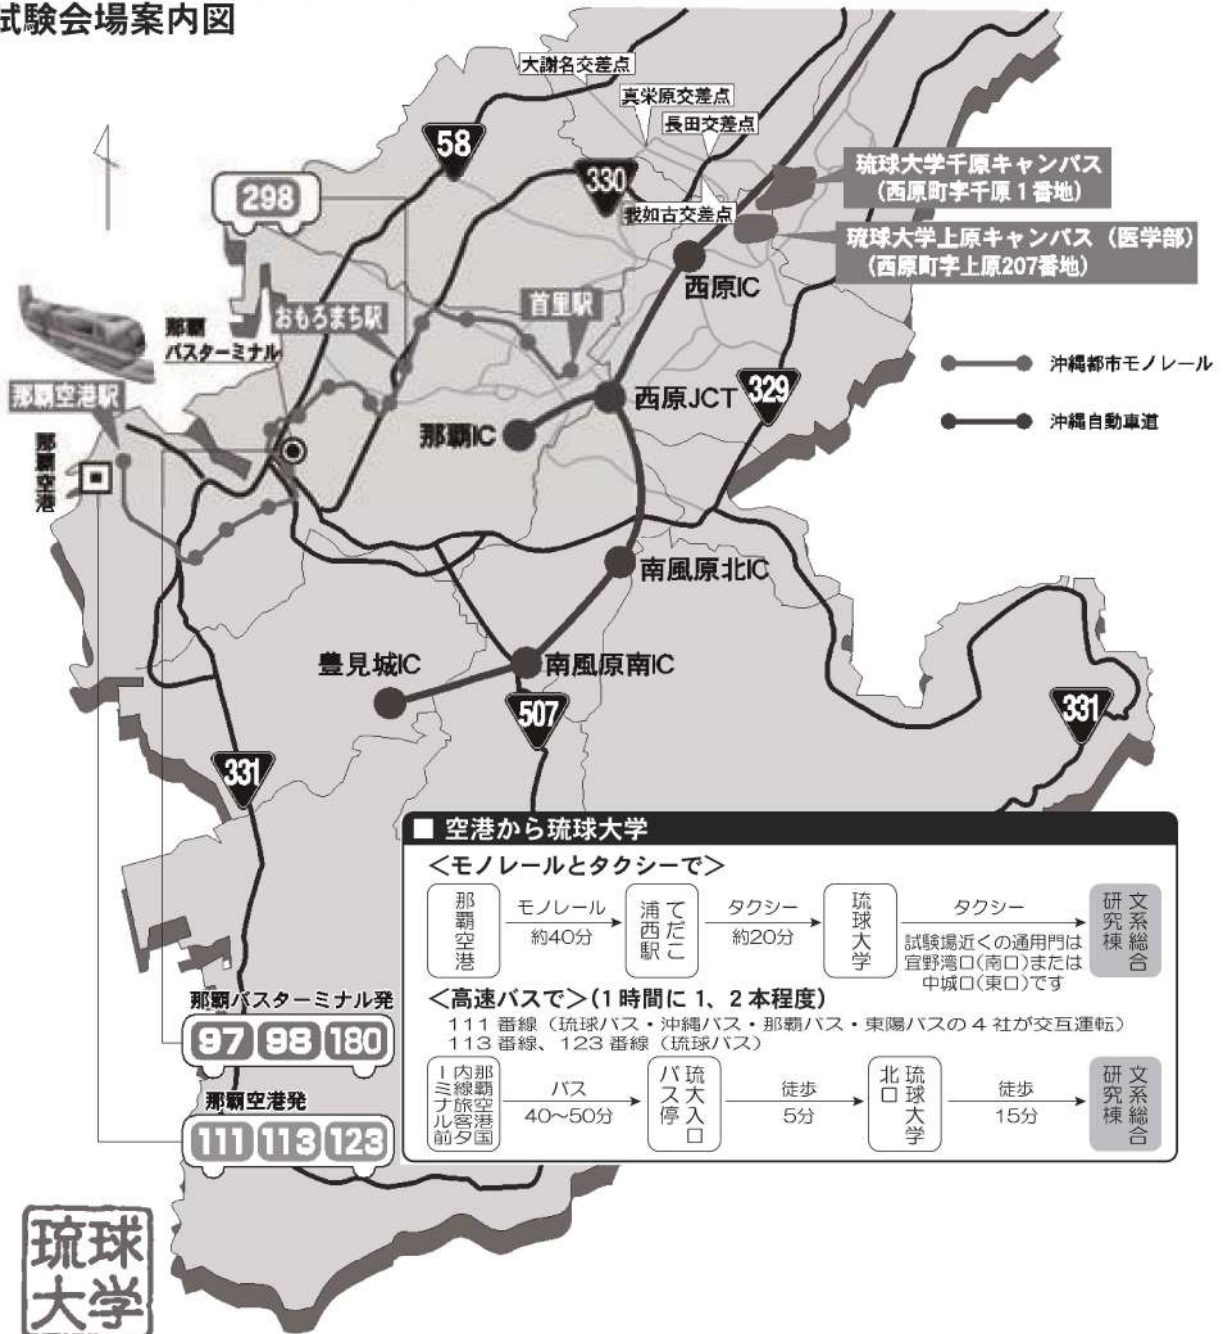 試験会場案内図
大謝名交差点
真栄原交差点
長田交差点
58
330
298
我如古交差点
琉球大学千原キャンパス
(西原町字千原1番地)
琉球大学上原キャンパス(医学部)
(西原町字上原207番地)
西原IC
首里駅
おもろまち駅
那覇
バスターミナル
沖縄都市モノレール
沖縄自動車道
那覇空港駅
那覇空港
西原JCT
329
那覇IC
南風原北IC
豊見城IC
南風原南IC
507
331
331
■ 空港から琉球大学
<モノレールとタクシーで>
那覇空港
モノレール
約40分
てだこ
浦西駅
タクシー
約20分
琉球大学
タクシー
試験場近くの通用門は
宜野湾口(南口)または
中城口(東口)です
文系総合
研究棟
<高速バスで>(1時間に1、2本程度)
111番線(琉球バス・沖縄バス・那覇バス・東陽バスの4社が交互運転)
113番線、123番線(琉球バス)
那覇空港国
内線旅客タ
ーミナル前
バス
40~50分
琉大入口
バス停
徒歩
5分
琉球大学
北口
徒歩
15分
文系総合
研究棟
那覇バスターミナル発
97 98 180
那覇空港発
111 113 123
琉球
大学